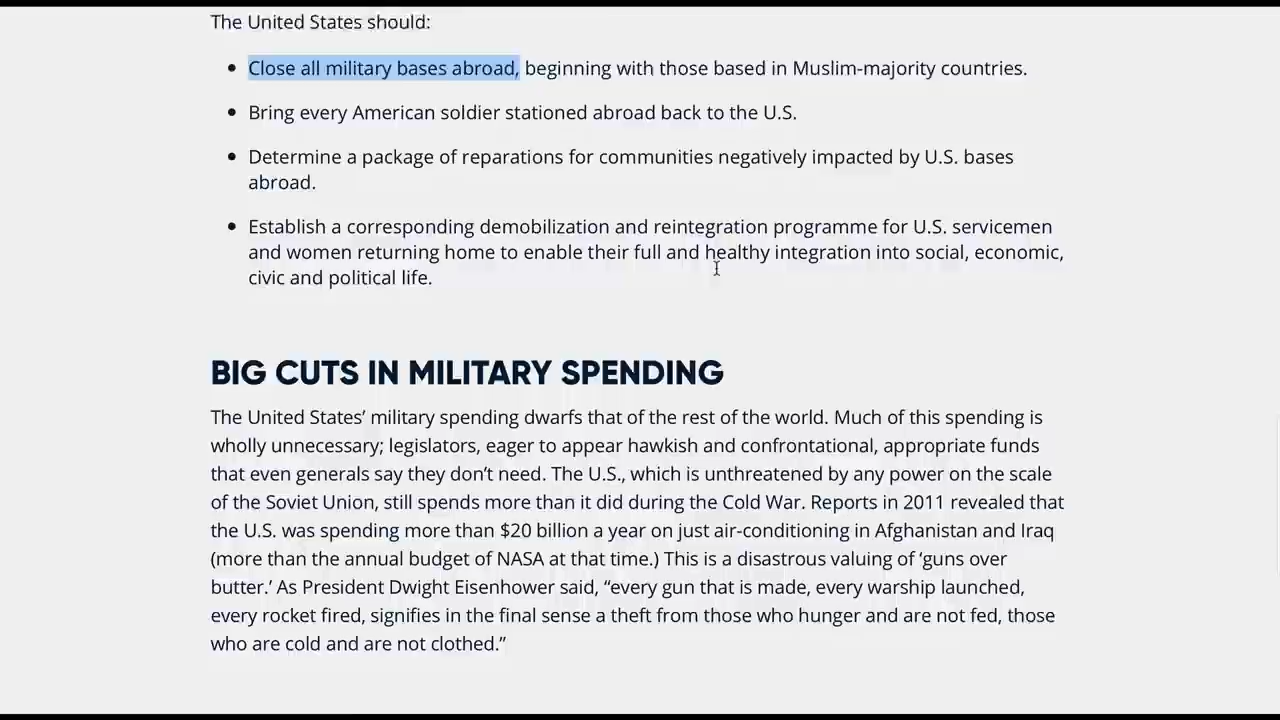 The United States should:
• Close all military bases abroad, beginning with those based in Muslim-majority countries.
• Bring every American soldier stationed abroad back to the U.S.
• Determine a package of reparations for communities negatively impacted by U.S. bases
abroad.
• Establish a corresponding demobilization and reintegration programme for U.S. servicemen
and women returning home to enable their full and healthy integration into social, economic,
civic and political life.
BIG CUTS IN MILITARY SPENDING
The United States’ military spending dwarfs that of the rest of the world. Much of this spending is
wholly unnecessary; legislators, eager to appear hawkish and confrontational, appropriate funds
that even generals say they don’t need. The U.S., which is unthreatened by any power on the scale
of the Soviet Union, still spends more than it did during the Cold War. Reports in 2011 revealed that
the U.S. was spending more than $20 billion a year on just air-conditioning in Afghanistan and Iraq
(more than the annual budget of NASA at that time.) This is a disastrous valuing of ‘guns over
butter.’ As President Dwight Eisenhower said, “every gun that is made, every warship launched,
every rocket fired, signifies in the final sense a theft from those who hunger and are not fed, those
who are cold and are not clothed.”